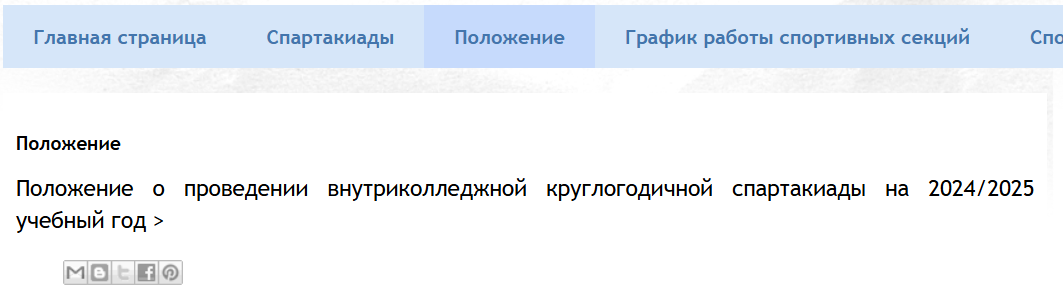 Главная страница Спартакиады Положение График работы спортивных секций
Положение
Положение о проведении внутриколледжной круглогодичной спартакиады на 2024/2025
учебный год >